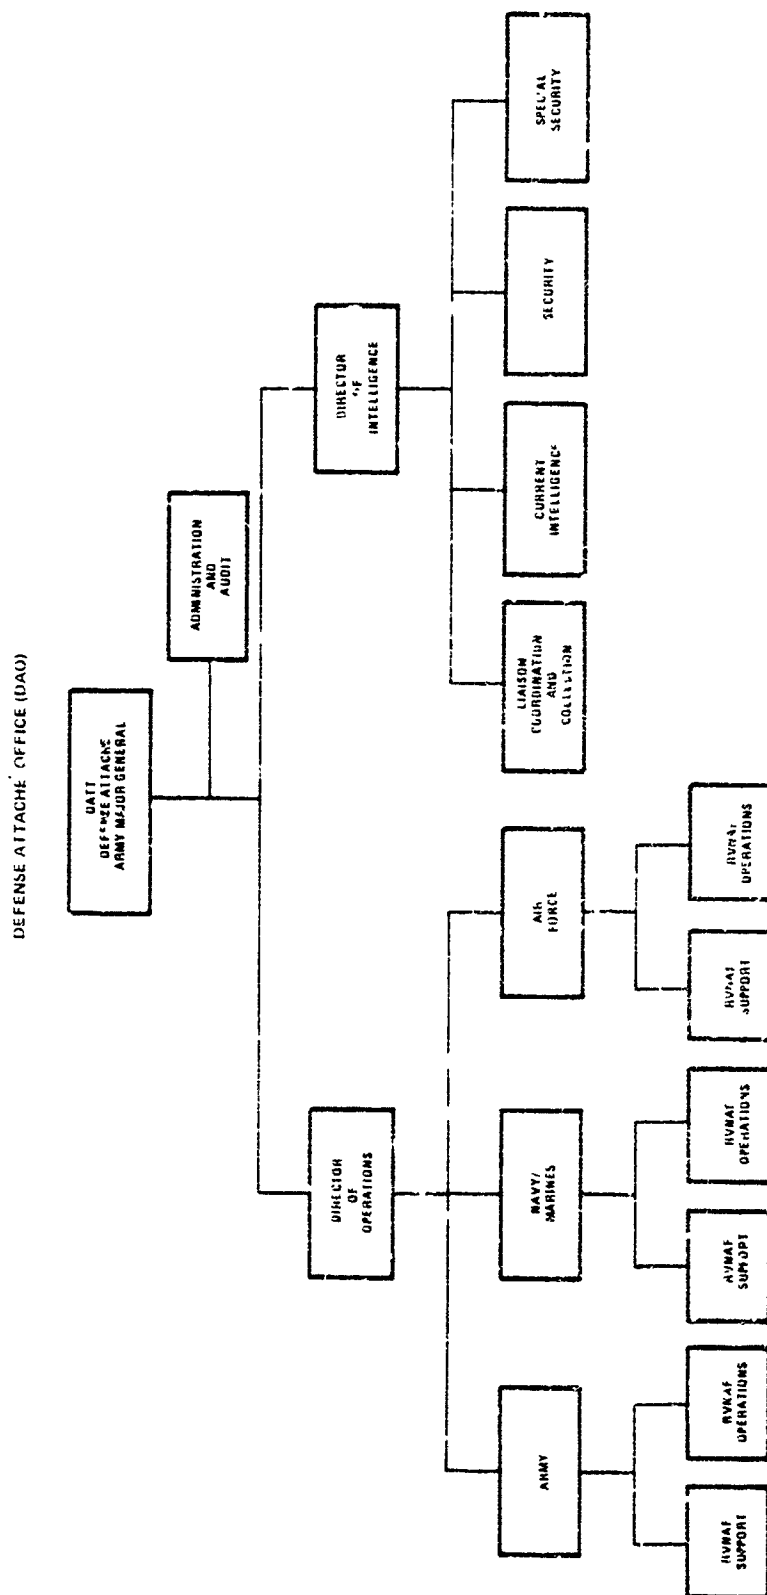 DEFENSE ATTACHÉ OFFICE (DAO)
DATT
DEFENSE ATTACHE
ARMY MAJOR GENERAL
ADMINISTRATION
AND
AUDIT
DIRECTOR
OF
OPERATIONS
DIRECTOR
OF
INTELLIGENCE
ARMY
NAVY/
MARINES
AIR
FORCE
LIAISON
COORDINATION
AND
COLLECTION
CURRENT
INTELLIGENCE
SECURITY
SPECIAL
SECURITY
RVNAF
SUPPORT
RVNAF
OPERATIONS
RVNAF
SUPPORT
RVNAF
OPERATIONS
RVNAF
SUPPORT
RVNAF
OPERATIONS